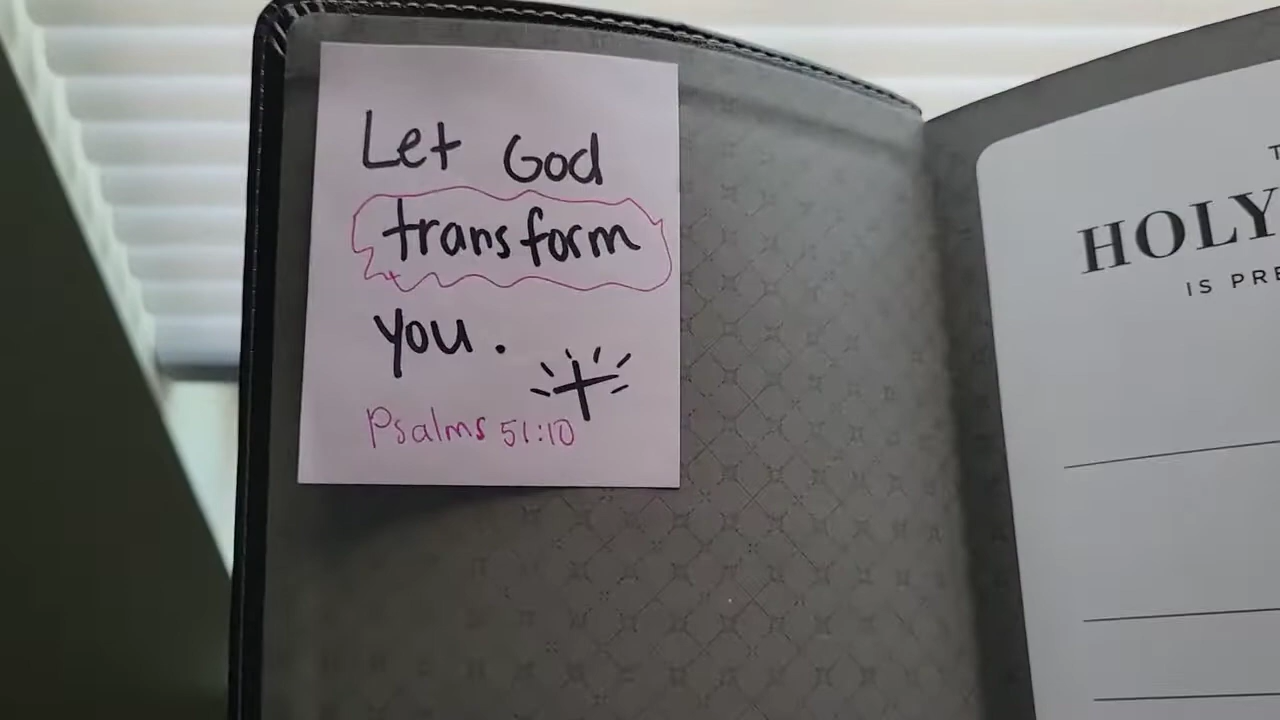 Let God
transform
you.
Psalms 51:10
T
HOLY
IS PRE